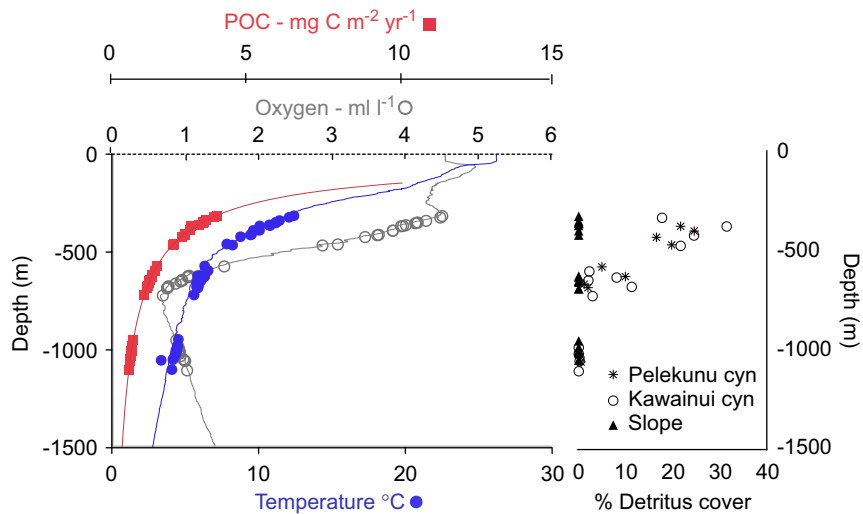 POC - mg C m⁻² yr⁻¹
0 5 10 15
Oxygen - ml l⁻¹O
0 1 2 3 4 5 6
0
-500
-1000
-1500
Depth (m)
0 10 20 30
Temperature °C
0
-500
-1000
-1500
Depth (m)
Pelekunu cyn
Kawainui cyn
Slope
0 10 20 30 40
% Detritus cover